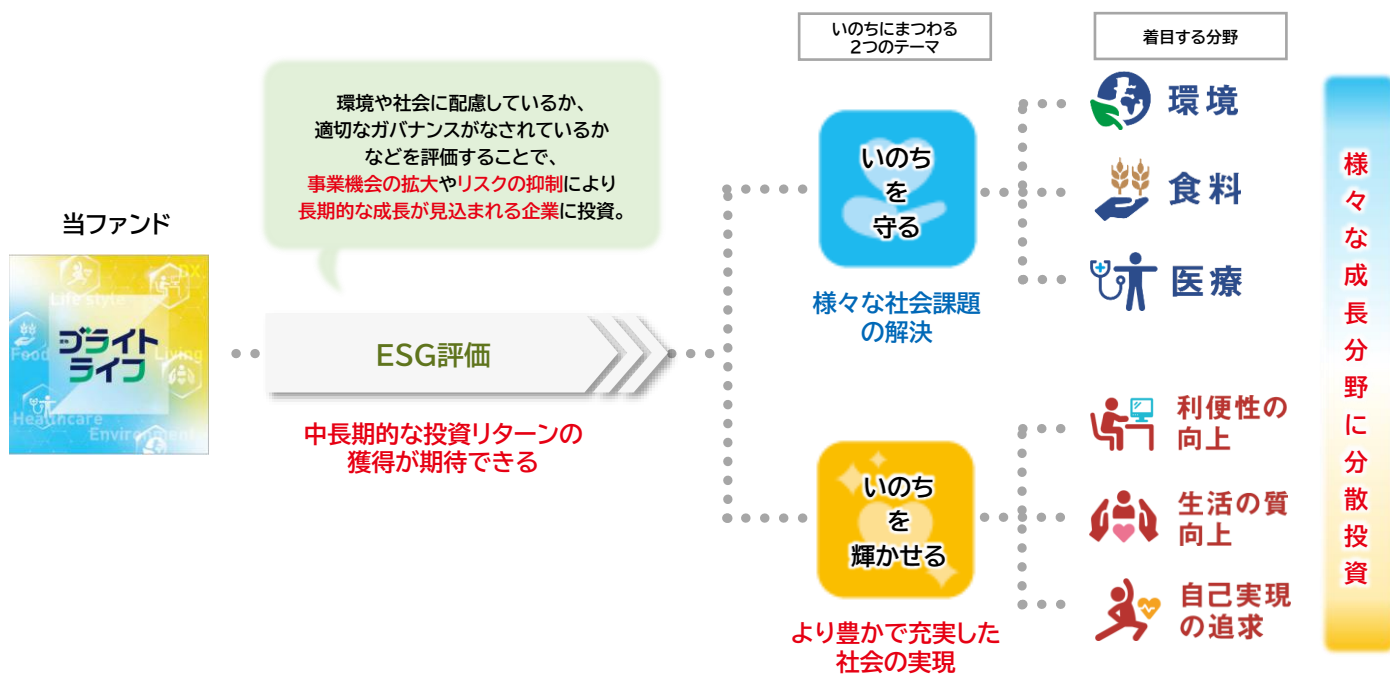 いのちにまつわる
2つのテーマ
着目する分野
環境や社会に配慮しているか、
適切なガバナンスがなされているか
などを評価することで、
事業機会の拡大やリスクの抑制により
長期的な成長が見込まれる企業に投資。
当ファンド
DX
Life style
ブライト
ライフ
Food
Living
Healthcare
Environment
ESG評価
中長期的な投資リターンの
獲得が期待できる
いのち
を
守る
様々な社会課題
の解決
環境
食料
医療
いのち
を
輝かせる
より豊かで充実した
社会の実現
利便性の
向上
生活の質
向上
自己実現
の追求
様々な成長分野に分散投資